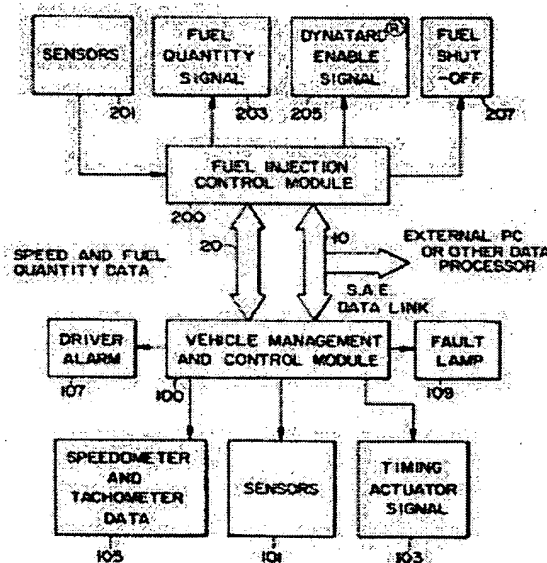 SENSORS
201
FUEL
QUANTITY
SIGNAL
203
DYNATARD®
ENABLE
SIGNAL
205
FUEL
SHUT
-OFF
207
FUEL INJECTION
CONTROL MODULE
200
20
10
SPEED AND FUEL
QUANTITY DATA
EXTERNAL PC
OR OTHER DATA
PROCESSOR
S.A.E.
DATA LINK
DRIVER
ALARM
107
VEHICLE MANAGEMENT
AND CONTROL MODULE
100
FAULT
LAMP
109
SPEEDOMETER
AND
TACHOMETER
DATA
105
SENSORS
101
TIMING
ACTUATOR
SIGNAL
103